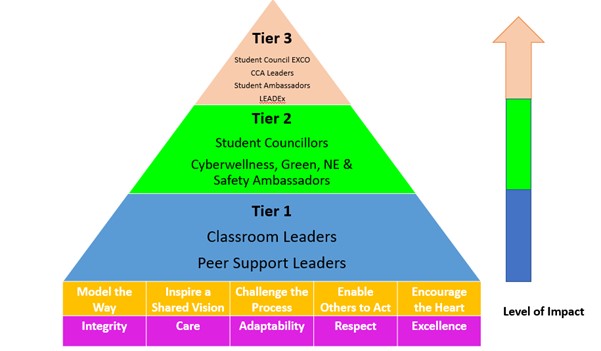 Tier 3
Student Council EXCO
CCA Leaders
Student Ambassadors
LEADEx
Tier 2
Student Councillors
Cyberwellness, Green, NE &
Safety Ambassadors
Tier 1
Classroom Leaders
Peer Support Leaders
Model the
Way
Inspire a
Shared Vision
Challenge the
Process
Enable
Others to Act
Encourage
the Heart
Integrity
Care
Adaptability
Respect
Excellence
Level of Impact